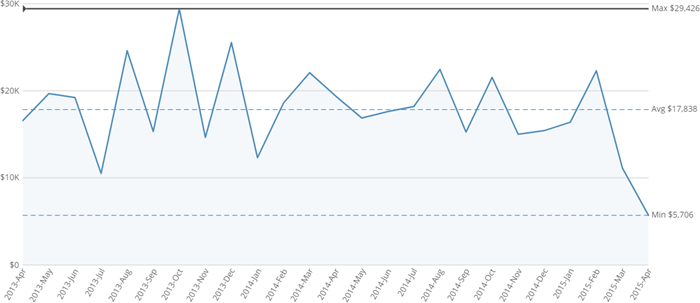 $30K
Max $29,426
$20K
Avg $17,838
$10K
Min $5,706
$0
2013-Apr
2013-May
2013-Jun
2013-Jul
2013-Aug
2013-Sep
2013-Oct
2013-Nov
2013-Dec
2014-Jan
2014-Feb
2014-Mar
2014-Apr
2014-May
2014-Jun
2014-Jul
2014-Aug
2014-Sep
2014-Oct
2014-Nov
2014-Dec
2015-Jan
2015-Feb
2015-Mar
2015-Apr